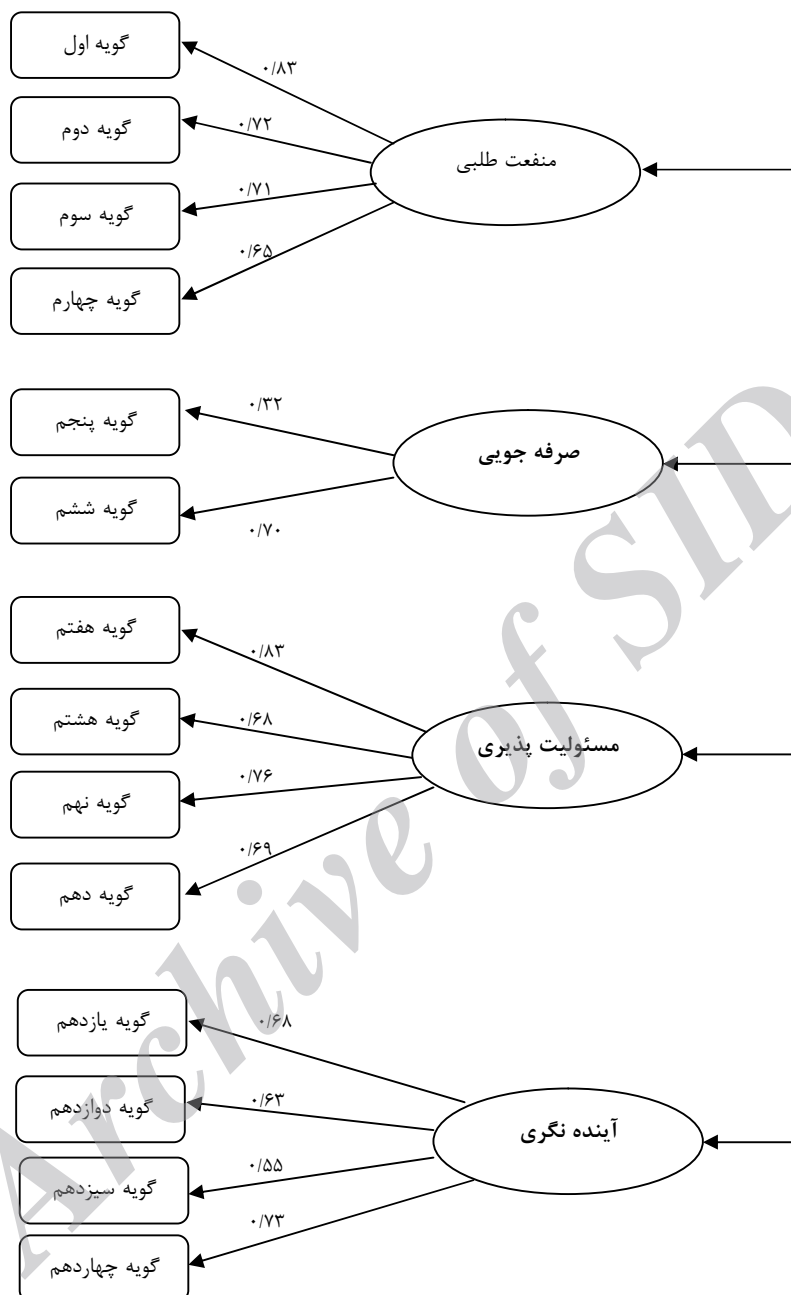 گویه اول
۰/۸۳
گویه دوم
۰/۷۲
منفعت طلبی
گویه سوم
۰/۷۱
گویه چهارم
۰/۶۵
گویه پنجم
۰/۳۲
صرفه جویی
گویه ششم
۰/۷۰
گویه هفتم
۰/۸۳
گویه هشتم
۰/۶۸
مسئولیت پذیری
گویه نهم
۰/۷۶
گویه دهم
۰/۶۹
گویه یازدهم
۰/۶۸
گویه دوازدهم
۰/۶۳
آینده نگری
گویه سیزدهم
۰/۵۵
گویه چهاردهم
۰/۷۳
Archive of SID